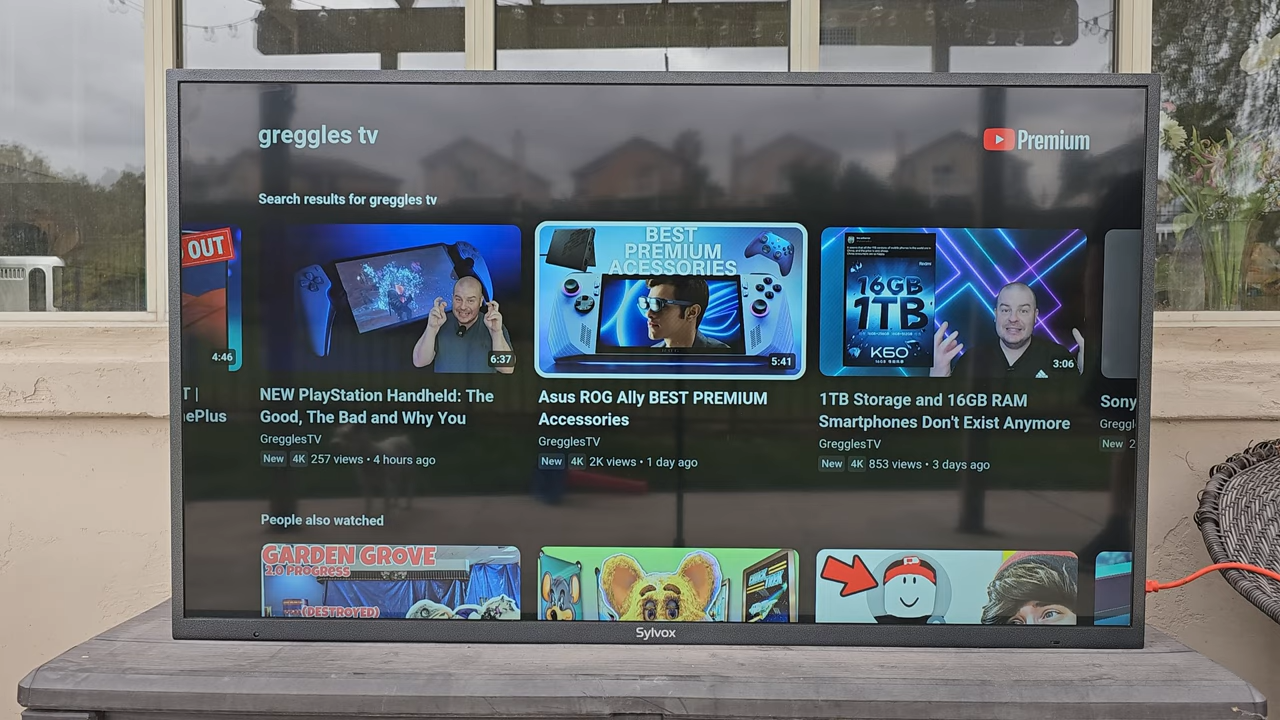 greggles tv
Premium
Search results for greggles tv
OUT
4:46
6:37
BEST
PREMIUM
ACESSORIES
5:41
16GB
1TB
K60
3:06
T |
ePlus
NEW PlayStation Handheld: The
Good, The Bad and Why You
GregglesTV
New 4K 257 views • 4 hours ago
Asus ROG Ally BEST PREMIUM
Accessories
GregglesTV
New 4K 2K views • 1 day ago
1TB Storage and 16GB RAM
Smartphones Don't Exist Anymore
GregglesTV
New 4K 853 views • 3 days ago
Sony
Greggl
New 2
People also watched
GARDEN GROVE
2.0 PROGRESS
(DESTROYED)
Sylvox